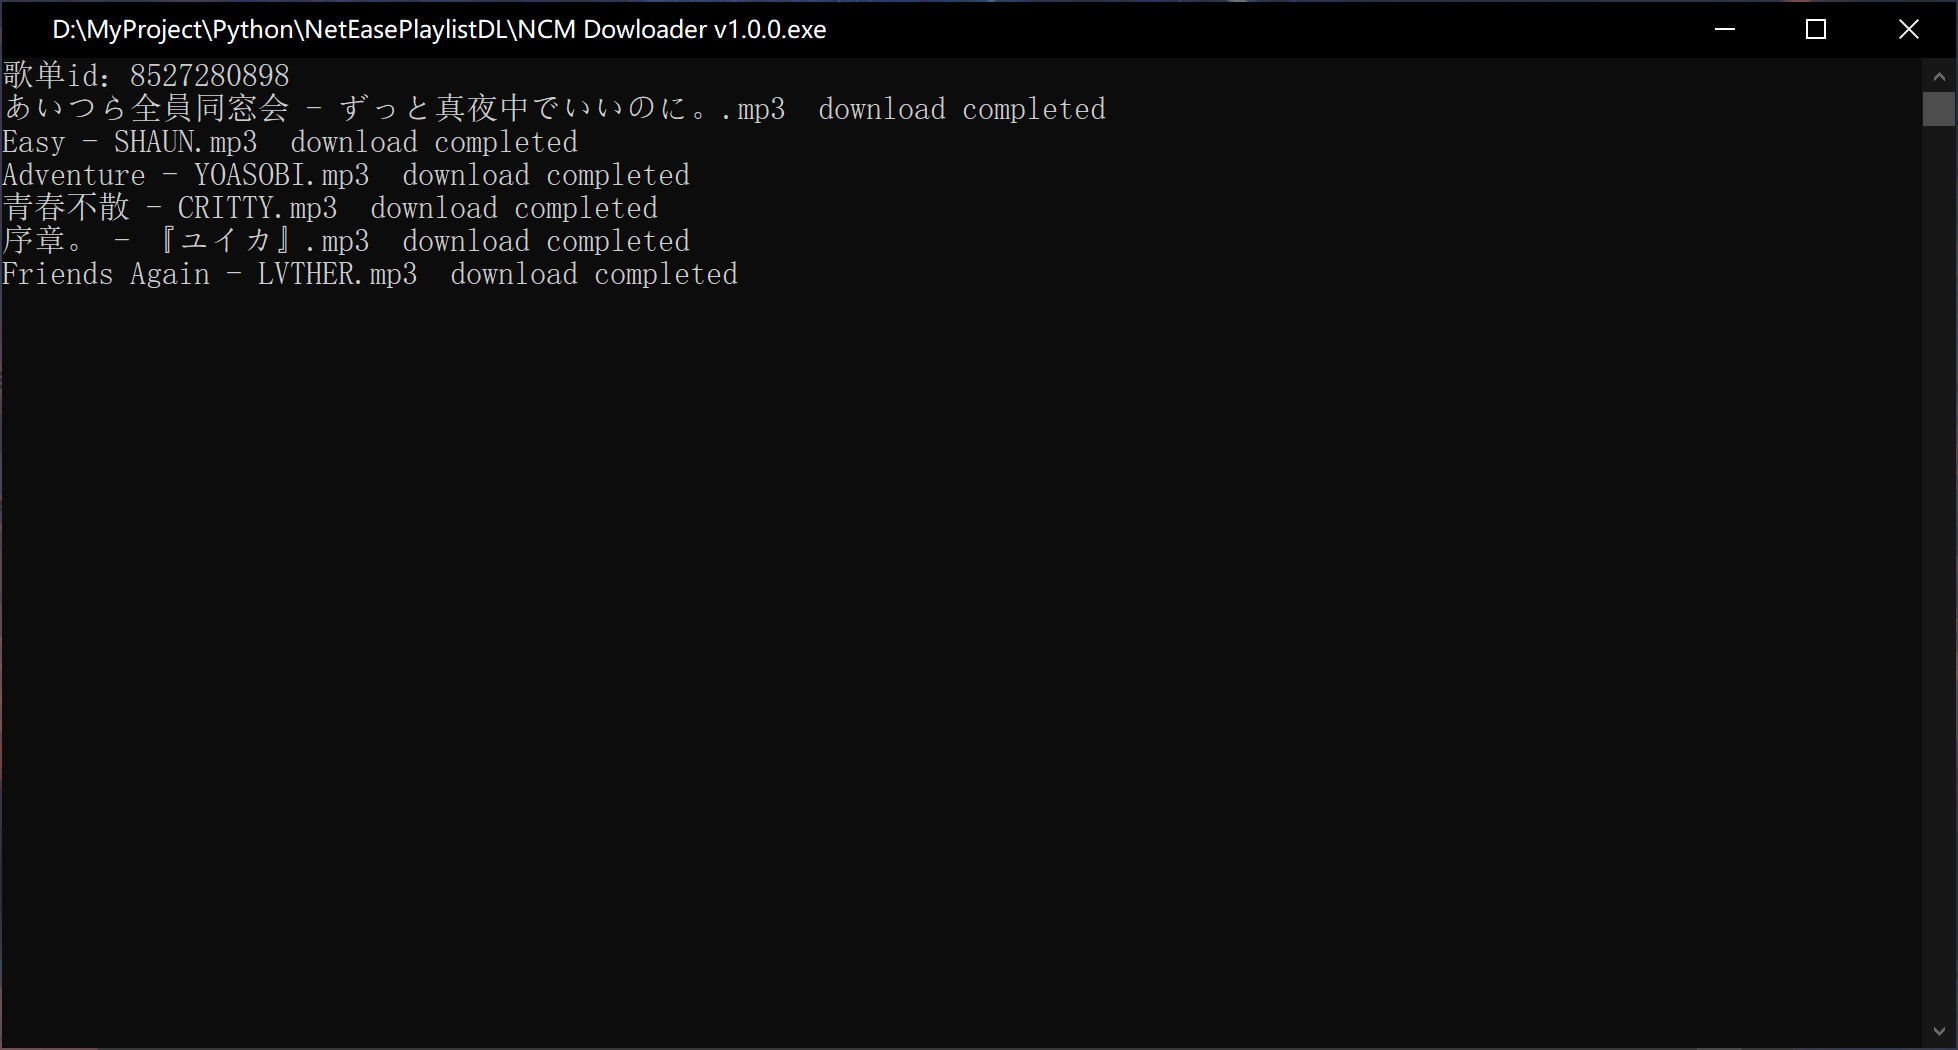 D:\MyProject\Python\NetEasePlaylistDL\NCM Dowloader v1.0.0.exe
歌单id：8527280898
あいつら全員同窓会 - ずっと真夜中でいいのに。.mp3  download completed
Easy - SHAUN.mp3  download completed
Adventure - YOASOBI.mp3  download completed
青春不散 - CRITTY.mp3  download completed
序章。 - 『ユイカ』.mp3  download completed
Friends Again - LVTHER.mp3  download completed